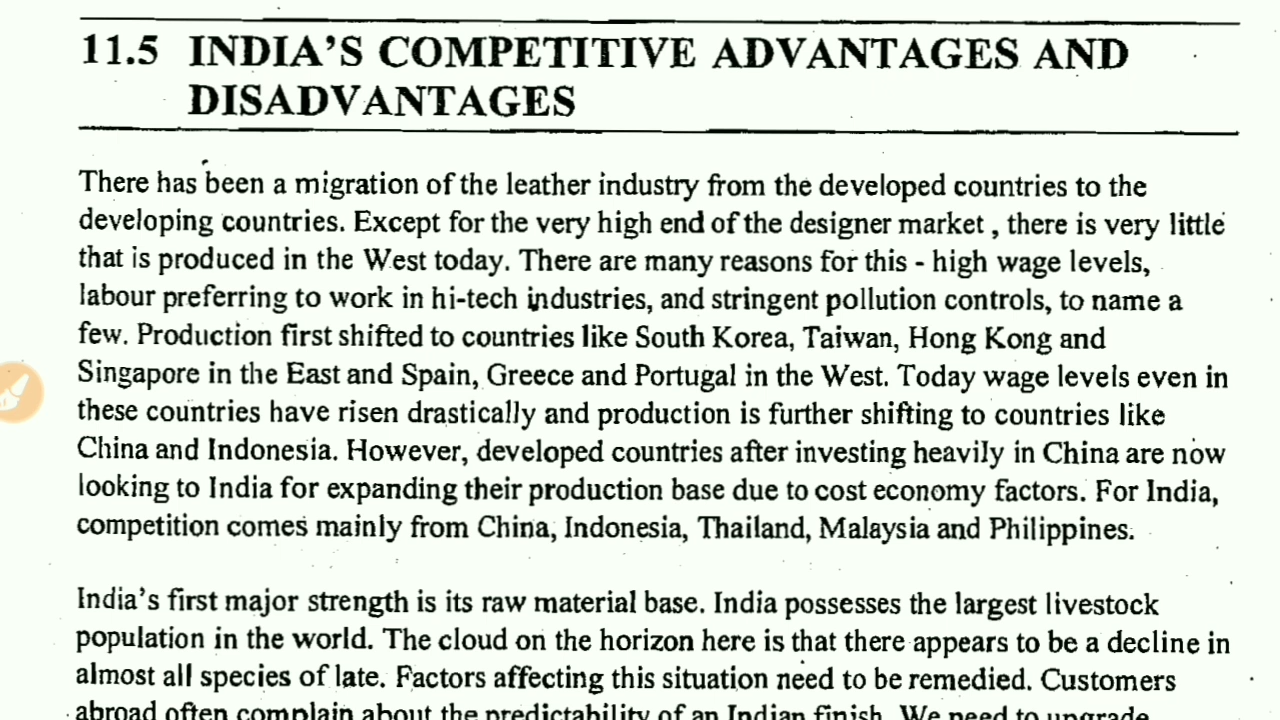 11.5 INDIA'S COMPETITIVE ADVANTAGES AND
DISADVANTAGES
There has been a migration of the leather industry from the developed countries to the
developing countries. Except for the very high end of the designer market , there is very little
that is produced in the West today. There are many reasons for this - high wage levels,
labour preferring to work in hi-tech industries, and stringent pollution controls, to name a
few. Production first shifted to countries like South Korea, Taiwan, Hong Kong and
Singapore in the East and Spain, Greece and Portugal in the West. Today wage levels even in
these countries have risen drastically and production is further shifting to countries like
China and Indonesia. However, developed countries after investing heavily in China are now
looking to India for expanding their production base due to cost economy factors. For India,
competition comes mainly from China, Indonesia, Thailand, Malaysia and Philippines.
India's first major strength is its raw material base. India possesses the largest livestock
population in the world. The cloud on the horizon here is that there appears to be a decline in
almost all species of late. Factors affecting this situation need to be remedied. Customers
abroad often complain about the predictability of an Indian finish. We need to upgrade